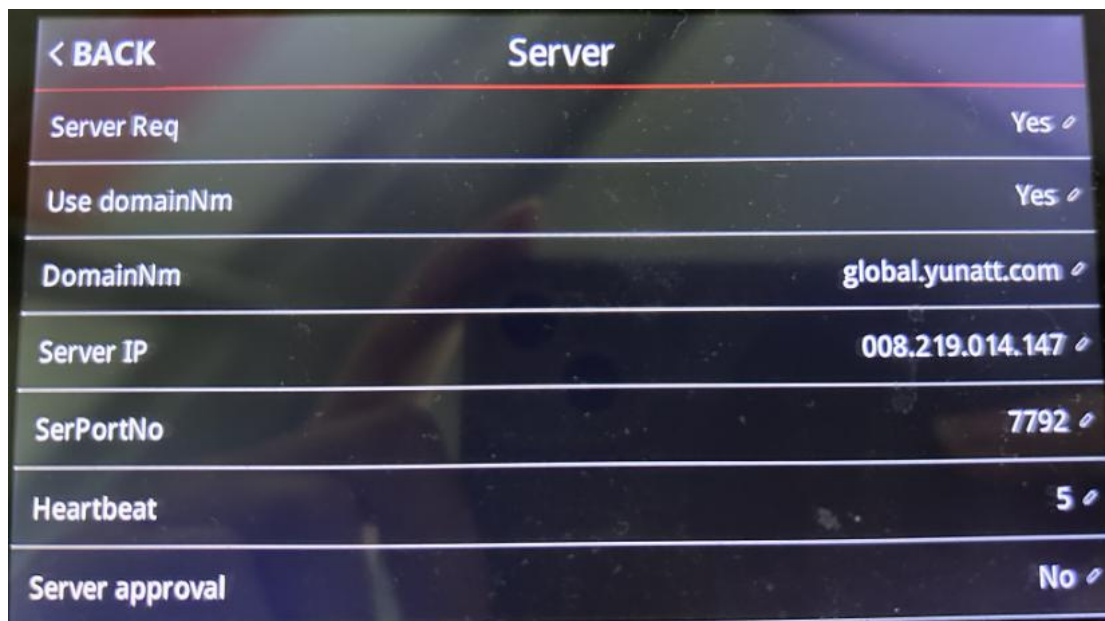 < BACK Server
Server Req Yes
Use domainNm Yes
DomainNm global.yunatt.com
Server IP 008.219.014.147
SerPortNo 7792
Heartbeat 5
Server approval No